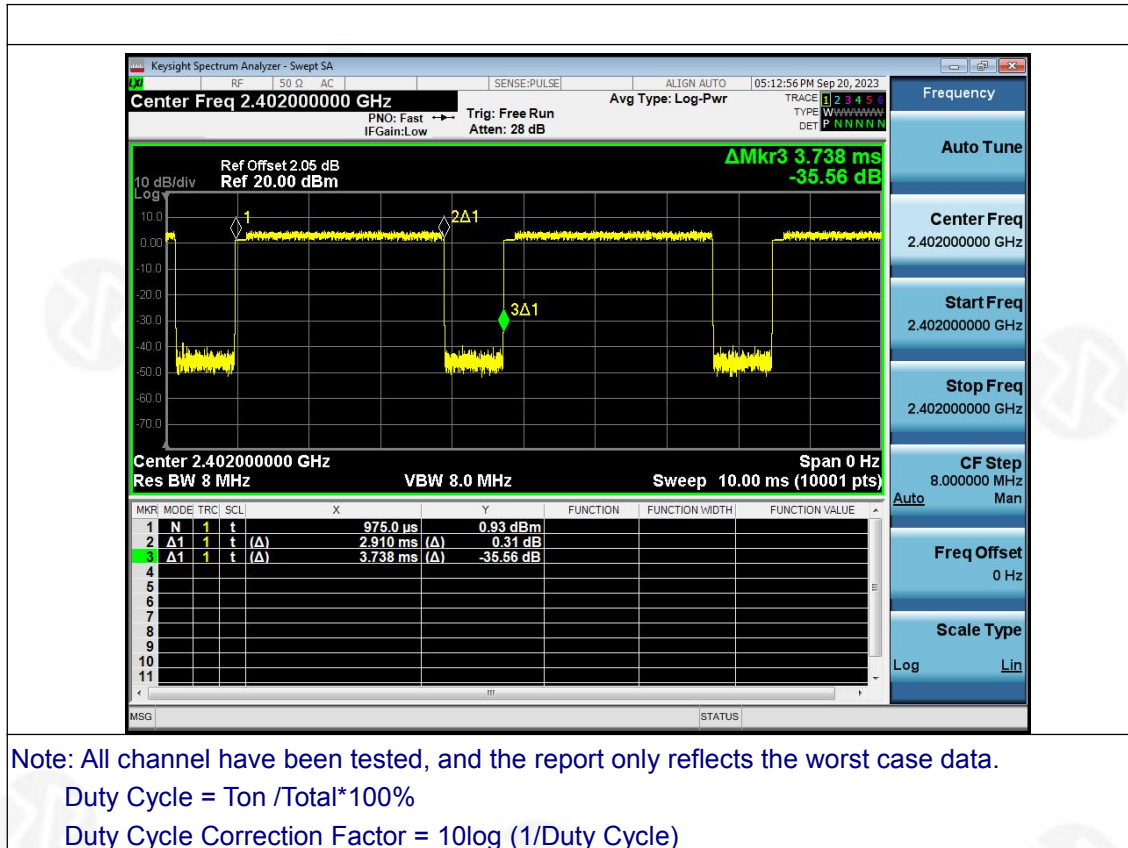 Keysight Spectrum Analyzer - Swept SA
LXI RF 50 Ω AC SENSE:PULSE ALIGN AUTO 05:12:56 PM Sep 20, 2023
Center Freq 2.402000000 GHz
PNO: Fast
IFGain:Low
Trig: Free Run
Atten: 28 dB
Avg Type: Log-Pwr
TRACE 1 2 3 4 5 6
TYPE WWWWWW
DET P N N N N N
ΔMkr3 3.738 ms
-35.56 dB
Ref Offset 2.05 dB
10 dB/div Ref 20.00 dBm
Log
10.0
0.00
-10.0
-20.0
-30.0
-40.0
-50.0
-60.0
-70.0
1
2Δ1
3Δ1
Center 2.402000000 GHz Span 0 Hz
Res BW 8 MHz VBW 8.0 MHz Sweep 10.00 ms (10001 pts)
MKR MODE TRC SCL X Y FUNCTION FUNCTION WIDTH FUNCTION VALUE
1 N 1 t 975.0 µs 0.93 dBm
2 Δ1 1 t (Δ) 2.910 ms (Δ) 0.31 dB
3 Δ1 1 t (Δ) 3.738 ms (Δ) -35.56 dB
4
5
6
7
8
9
10
11
MSG STATUS
Frequency
Auto Tune
Center Freq
2.402000000 GHz
Start Freq
2.402000000 GHz
Stop Freq
2.402000000 GHz
CF Step
8.000000 MHz
Auto Man
Freq Offset
0 Hz
Scale Type
Log Lin
Note: All channel have been tested, and the report only reflects the worst case data.
Duty Cycle = Ton /Total*100%
Duty Cycle Correction Factor = 10log (1/Duty Cycle)